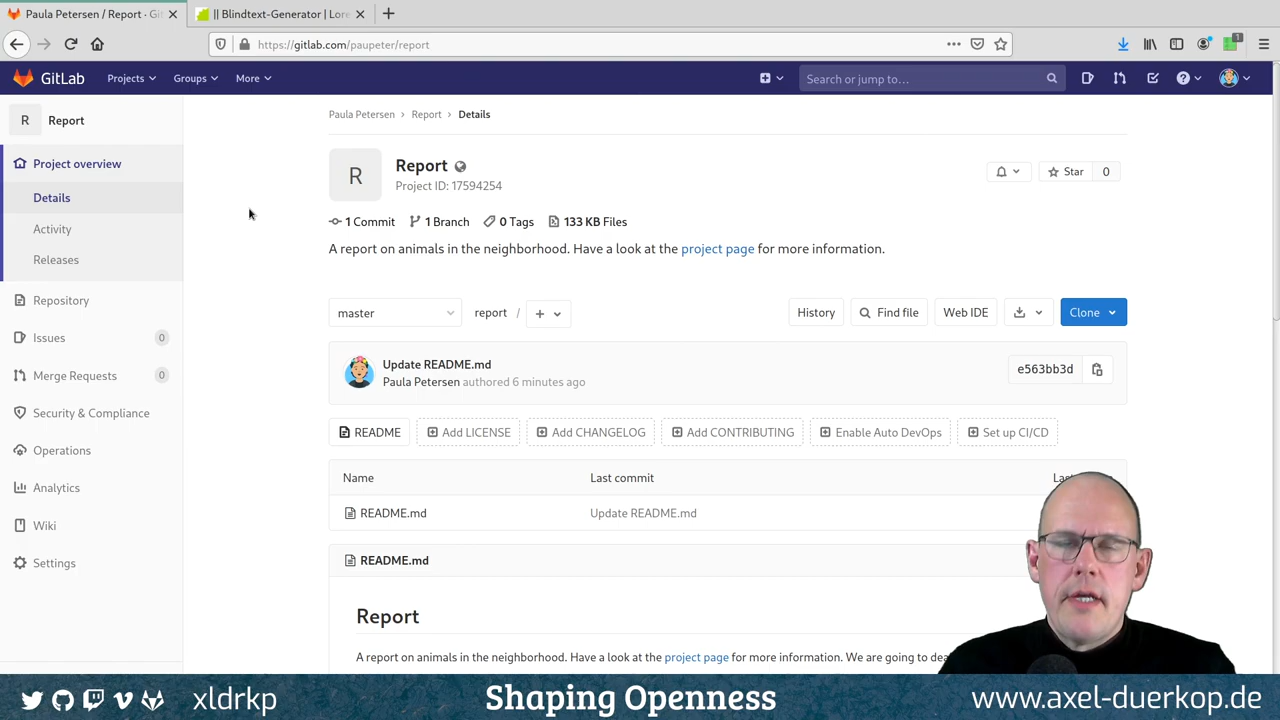 Paula Petersen / Report · Git
|| Blindtext-Generator | Lore
https://gitlab.com/paupeter/report
1
GitLab
Projects
Groups
More
Search or jump to…
R
Report
Project overview
Details
Activity
Releases
Repository
Issues 0
Merge Requests 0
Security & Compliance
Operations
Analytics
Wiki
Settings
Paula Petersen > Report > Details
R
Report
Project ID: 17594254
Star 0
1 Commit 1 Branch 0 Tags 133 KB Files
A report on animals in the neighborhood. Have a look at the project page for more information.
master report / + History Find file Web IDE Clone
Update README.md
Paula Petersen authored 6 minutes ago
e563bb3d
README Add LICENSE Add CHANGELOG Add CONTRIBUTING Enable Auto DevOps Set up CI/CD
Name Last commit
README.md Update README.md
README.md
Report
A report on animals in the neighborhood. Have a look at the project page for more information. We are going to
xldrkp Shaping Openness www.axel-duerkop.de